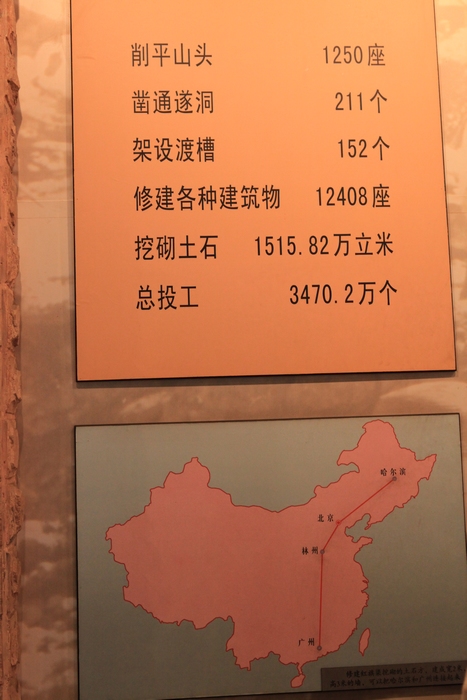 削平山头 1250座
凿通遂洞 211个
架设渡槽 152个
修建各种建筑物 12408座
挖砌土石 1515.82万立米
总投工 3470.2万个
哈尔滨
北京
林州
广州